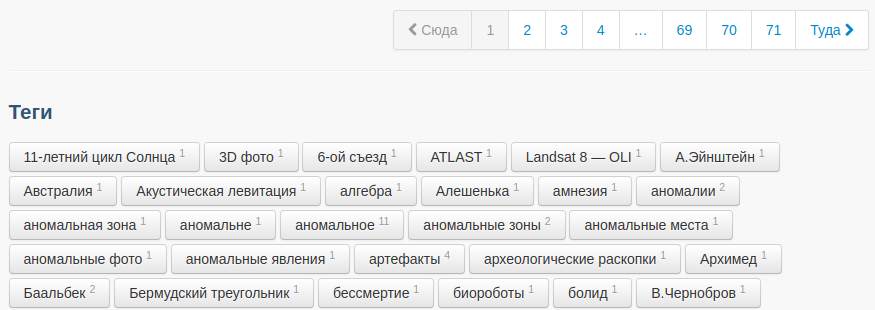 Сюда 1 2 3 4 … 69 70 71 Туда
Теги
11-летний цикл Солнца 1 3D фото 1 6-ой съезд 1 ATLAST 1 Landsat 8 — OLI 1 А.Эйнштейн 1
Австралия 1 Акустическая левитация 1 алгебра 1 Алешенька 1 амнезия 1 аномалии 2
аномальная зона 1 аномальне 1 аномальное 11 аномальные зоны 2 аномальные места 1
аномальные фото 1 аномальные явления 1 артефакты 4 археологические раскопки 1 Архимед 1
Баальбек 2 Бермудский треугольник 1 бессмертие 1 биороботы 1 болид 1 В.Чернобров 1